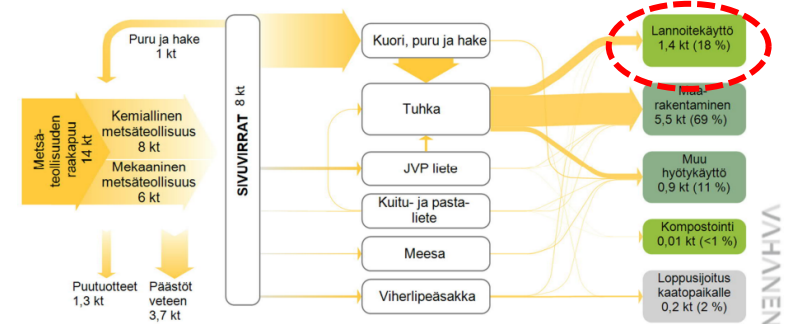 Puru ja hake
1 kt
Metsä-
teollisuuden
raakapuu
14 kt
Kemiallinen
metsäteollisuus
8 kt
Mekaaninen
metsäteollisuus
6 kt
Puutuotteet
1,3 kt
Päästöt
veteen
3,7 kt
SIVUVIRRAT 8 kt
Kuori, puru ja hake
Tuhka
JVP liete
Kuitu- ja pasta-
liete
Meesa
Viherlipeäsakka
Lannoitekäyttö
1,4 kt (18 %)
Maa-
rakentaminen
5,5 kt (69 %)
Muu
hyötykäyttö
0,9 kt (11 %)
Kompostointi
0,01 kt (<1 %)
Loppusijoitus
kaatopaikalle
0,2 kt (2 %)
VAHANEN